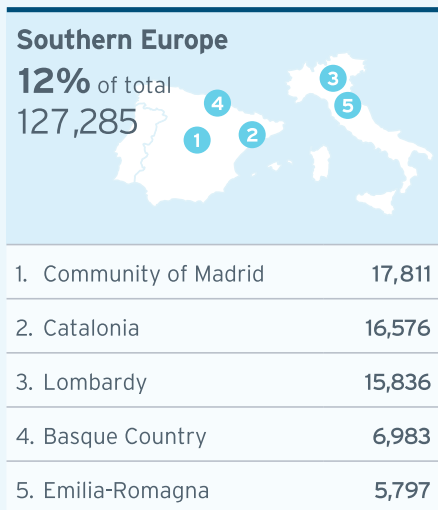 Southern Europe
12% of total
127,285
3
4
5
1
2
1. Community of Madrid 17,811
2. Catalonia 16,576
3. Lombardy 15,836
4. Basque Country 6,983
5. Emilia-Romagna 5,797